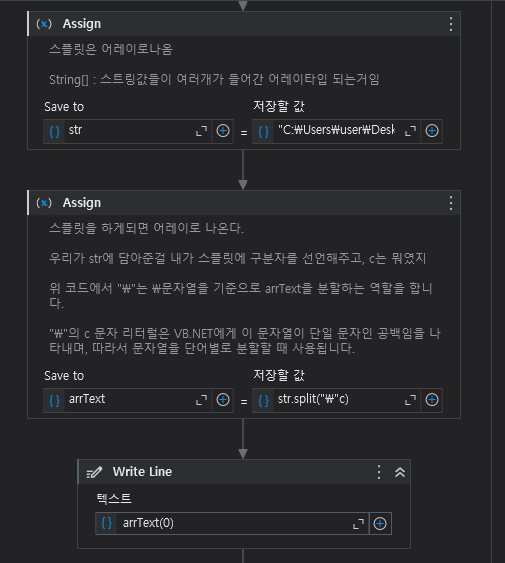 Assign
스플릿은 어레이로나옴
String[] : 스트링값들이 여러개가 들어간 어레이타입 되는거임
Save to 저장할 값
str = "C:₩Users₩user₩Desk
Assign
스플릿을 하게되면 어레이로 나온다.
우리가 str에 담아준걸 내가 스플릿에 구분자를 선언해주고, c는 뭐였지
위 코드에서 "₩"는 ₩문자열을 기준으로 arrText을 분할하는 역할을 합니
다.
"₩"의 c 문자 리터럴은 VB.NET에게 이 문자열이 단일 문자인 공백임을 나
타내며, 따라서 문자열을 단어별로 분할할 때 사용됩니다.
Save to 저장할 값
arrText = str.split("₩"c)
Write Line
텍스트
arrText(0)